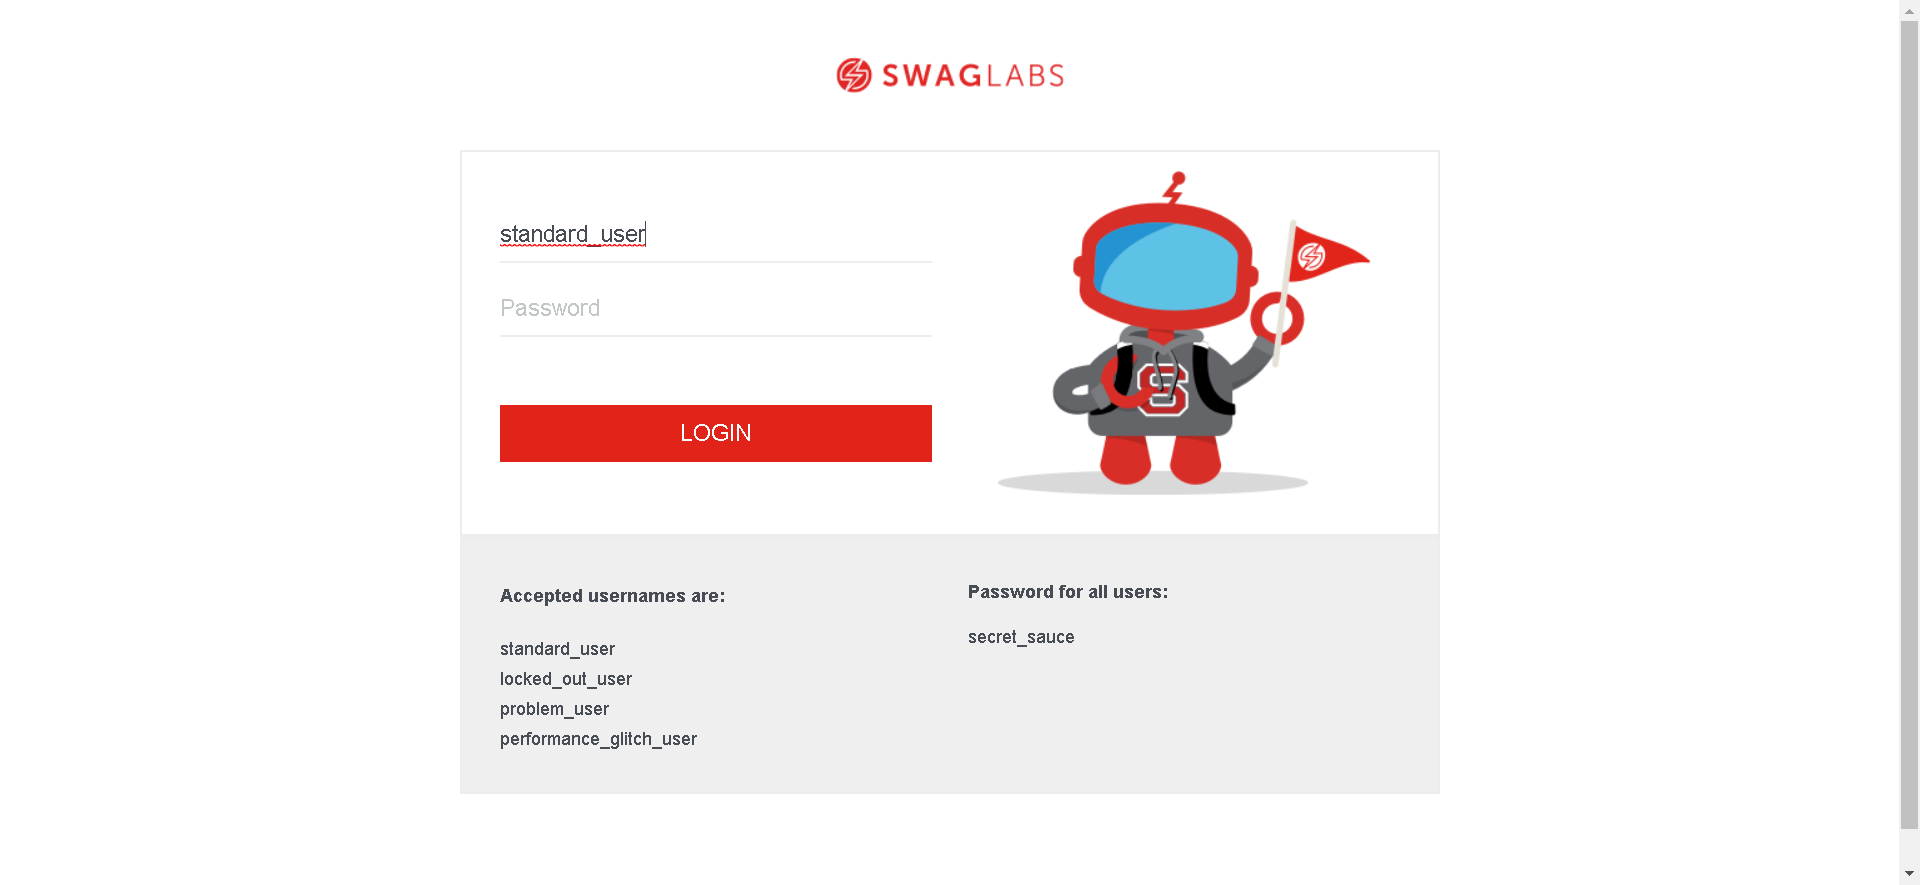 SWAGLABS
standard_user
Password
LOGIN
S
Accepted usernames are:
standard_user
locked_out_user
problem_user
performance_glitch_user
Password for all users:
secret_sauce